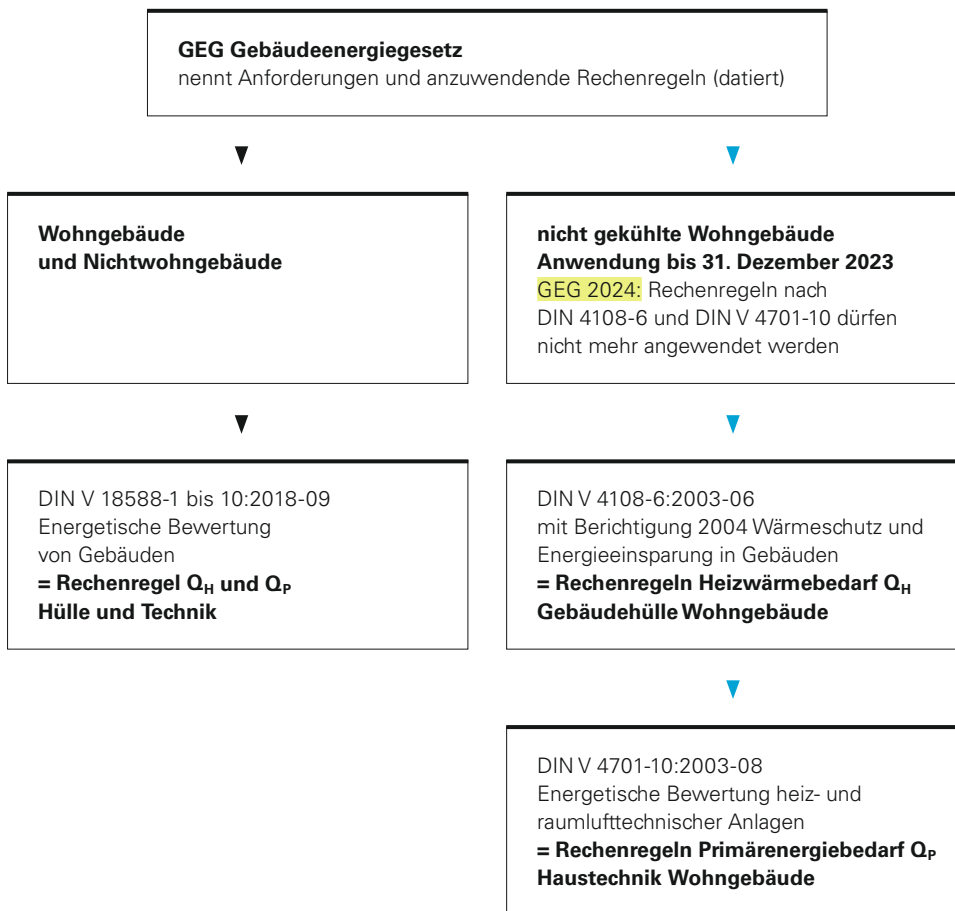 GEG Gebäudeenergiegesetz
nennt Anforderungen und anzuwendende Rechenregeln (datiert)
Wohngebäude
und Nichtwohngebäude
nicht gekühlte Wohngebäude
Anwendung bis 31. Dezember 2023
GEG 2024: Rechenregeln nach
DIN 4108-6 und DIN V 4701-10 dürfen
nicht mehr angewendet werden
DIN V 18588-1 bis 10:2018-09
Energetische Bewertung
von Gebäuden
= Rechenregel QH und QP
Hülle und Technik
DIN V 4108-6:2003-06
mit Berichtigung 2004 Wärmeschutz und
Energieeinsparung in Gebäuden
= Rechenregeln Heizwärmebedarf QH
Gebäudehülle Wohngebäude
DIN V 4701-10:2003-08
Energetische Bewertung heiz- und
raumlufttechnischer Anlagen
= Rechenregeln Primärenergiebedarf QP
Haustechnik Wohngebäude